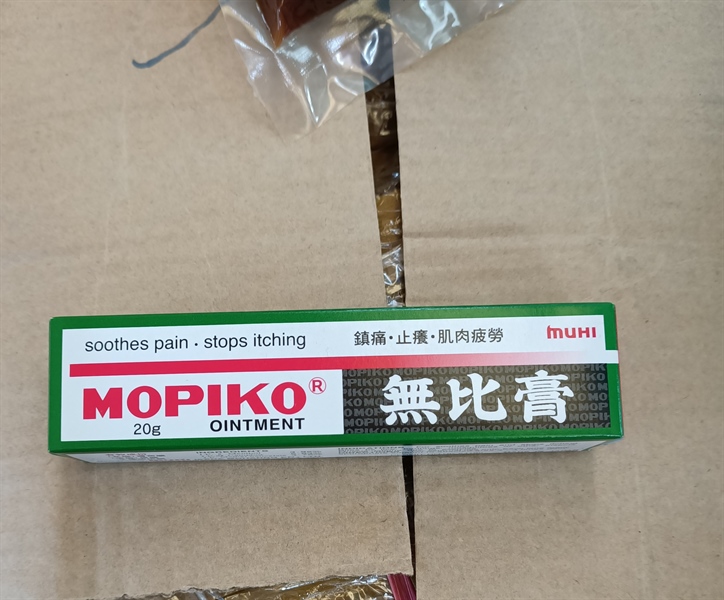 soothes pain · stops itching
鎮痛·止癢·肌肉疲勞
muHI
MOPIKO®
20g
OINTMENT
無比膏
INGREDIENTS